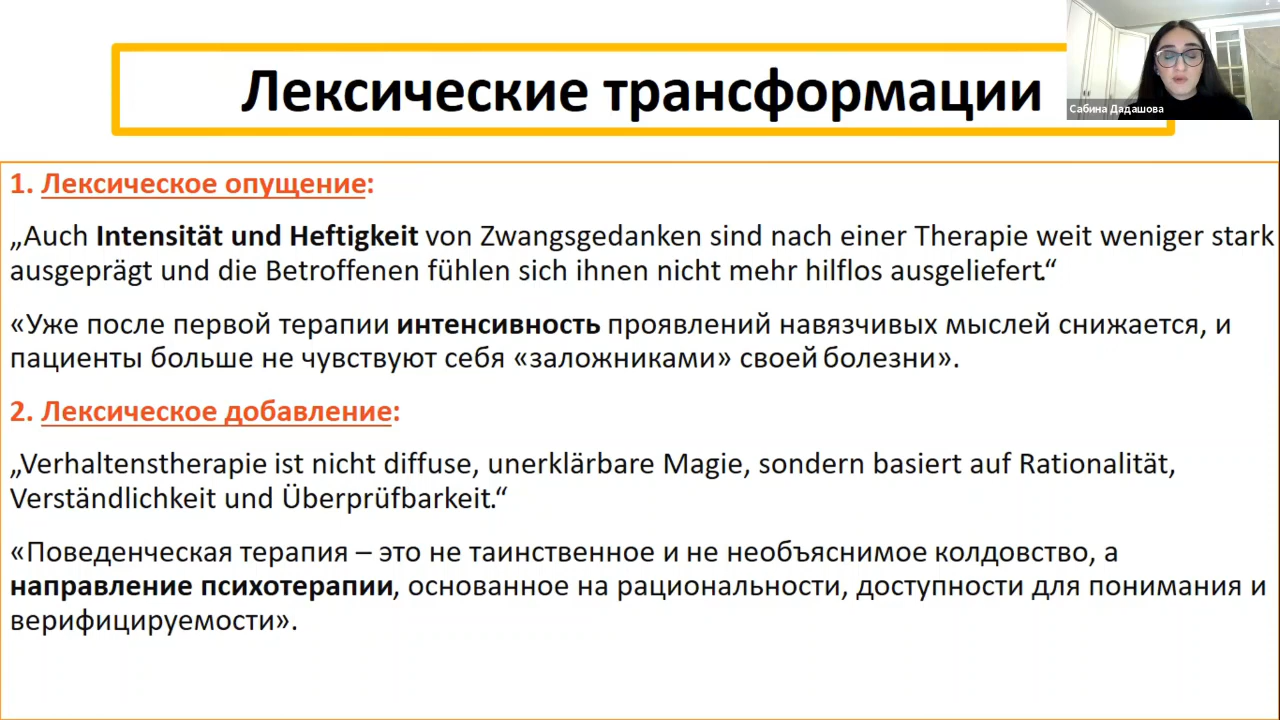 Лексические трансформации
Сабина Дадашова
1. Лексическое опущение:
„Auch Intensität und Heftigkeit von Zwangsgedanken sind nach einer Therapie weit weniger stark
ausgeprägt und die Betroffenen fühlen sich ihnen nicht mehr hilflos ausgeliefert.“
«Уже после первой терапии интенсивность проявлений навязчивых мыслей снижается, и
пациенты больше не чувствуют себя «заложниками» своей болезни».
2. Лексическое добавление:
„Verhaltenstherapie ist nicht diffuse, unerklärbare Magie, sondern basiert auf Rationalität,
Verständlichkeit und Überprüfbarkeit.“
«Поведенческая терапия – это не таинственное и не необъяснимое колдовство, а
направление психотерапии, основанное на рациональности, доступности для понимания и
верифицируемости».